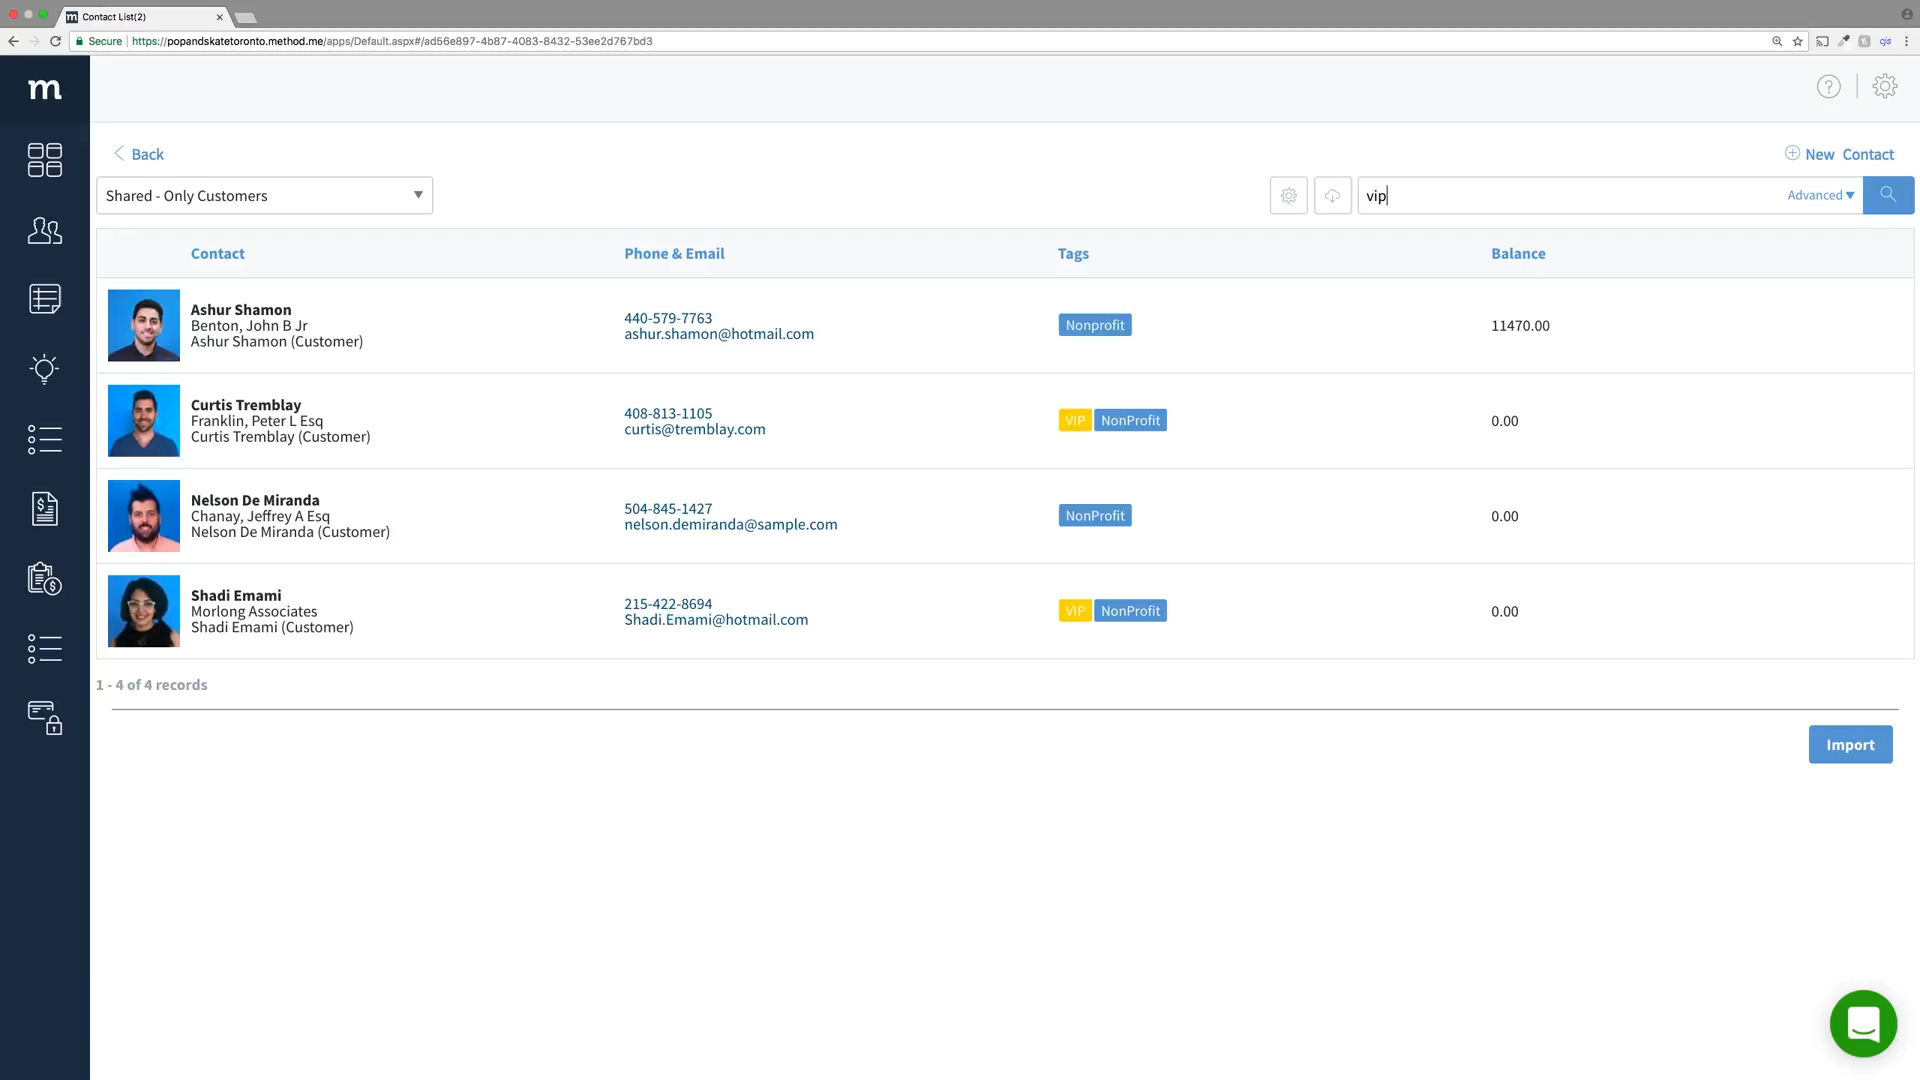 Contact List(2)
Secure
https://popandskatetoronto.method.me/apps/Default.aspx#/ad56e897-4b87-4083-8432-53ee2d767bd3
cjs
m
?
Back
New Contact
Shared - Only Customers
vip
Advanced
Contact
Phone & Email
Tags
Balance
Ashur Shamon
Benton, John B Jr
Ashur Shamon (Customer)
440-579-7763
ashur.shamon@hotmail.com
Nonprofit
11470.00
Curtis Tremblay
Franklin, Peter L Esq
Curtis Tremblay (Customer)
408-813-1105
curtis@tremblay.com
VIP NonProfit
0.00
Nelson De Miranda
Chanay, Jeffrey A Esq
Nelson De Miranda (Customer)
504-845-1427
nelson.demiranda@sample.com
NonProfit
0.00
Shadi Emami
Morlong Associates
Shadi Emami (Customer)
215-422-8694
Shadi.Emami@hotmail.com
VIP NonProfit
0.00
1 - 4 of 4 records
Import